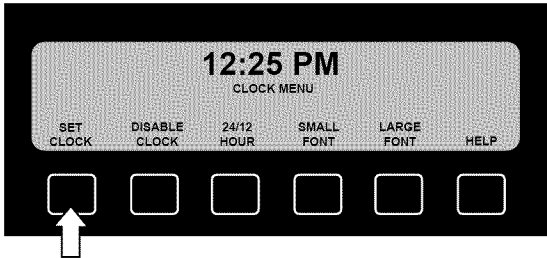 12:25 PM
CLOCK MENU
SET
CLOCK
DISABLE
CLOCK
24/12
HOUR
SMALL
FONT
LARGE
FONT
HELP